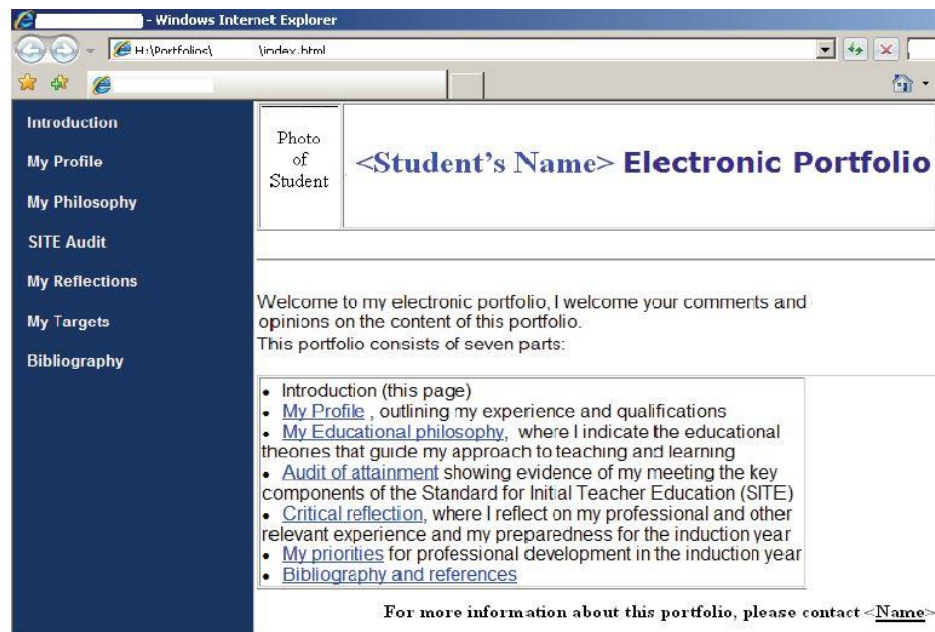 - Windows Internet Explorer
H:\Portfolios\ \index.html
Introduction
My Profile
My Philosophy
SITE Audit
My Reflections
My Targets
Bibliography
Photo
of
Student
<Student's Name> Electronic Portfolio
Welcome to my electronic portfolio, I welcome your comments and
opinions on the content of this portfolio.
This portfolio consists of seven parts:
• Introduction (this page)
• My Profile , outlining my experience and qualifications
• My Educational philosophy, where I indicate the educational
theories that guide my approach to teaching and learning
• Audit of attainment showing evidence of my meeting the key
components of the Standard for Initial Teacher Education (SITE)
• Critical reflection, where I reflect on my professional and other
relevant experience and my preparedness for the induction year
• My priorities for professional development in the induction year
• Bibliography and references
For more information about this portfolio, please contact <Name>